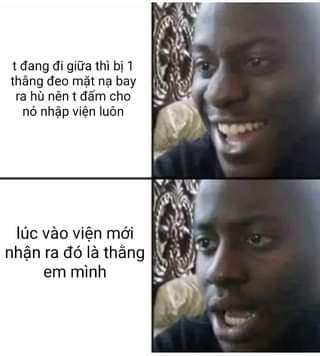 t đang đi giữa thì bị 1
thằng đeo mặt nạ bay
ra hù nên t đấm cho
nó nhập viện luôn
lúc vào viện mới
nhận ra đó là thằng
em mình